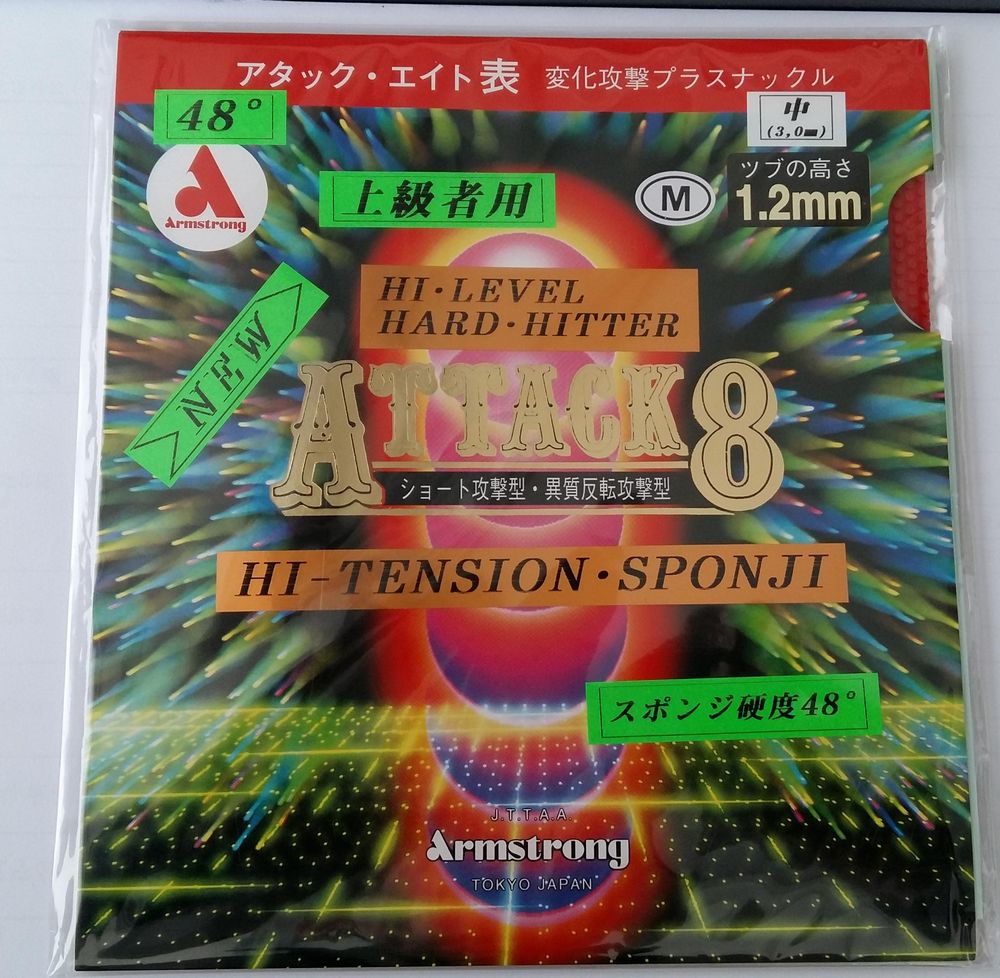 アタック・エイト表 変化攻撃プラスナックル
48°
中
(3,0㎜)
Armstrong
上級者用
M
ツブの高さ
1.2mm
HI・LEVEL
HARD・HITTER
NEW
ATTACK8
ショート攻撃型・異質反転攻撃型
HI-TENSION・SPONJI
スポンジ硬度48°
J.T.T.A.A.
Armstrong
TOKYO JAPAN